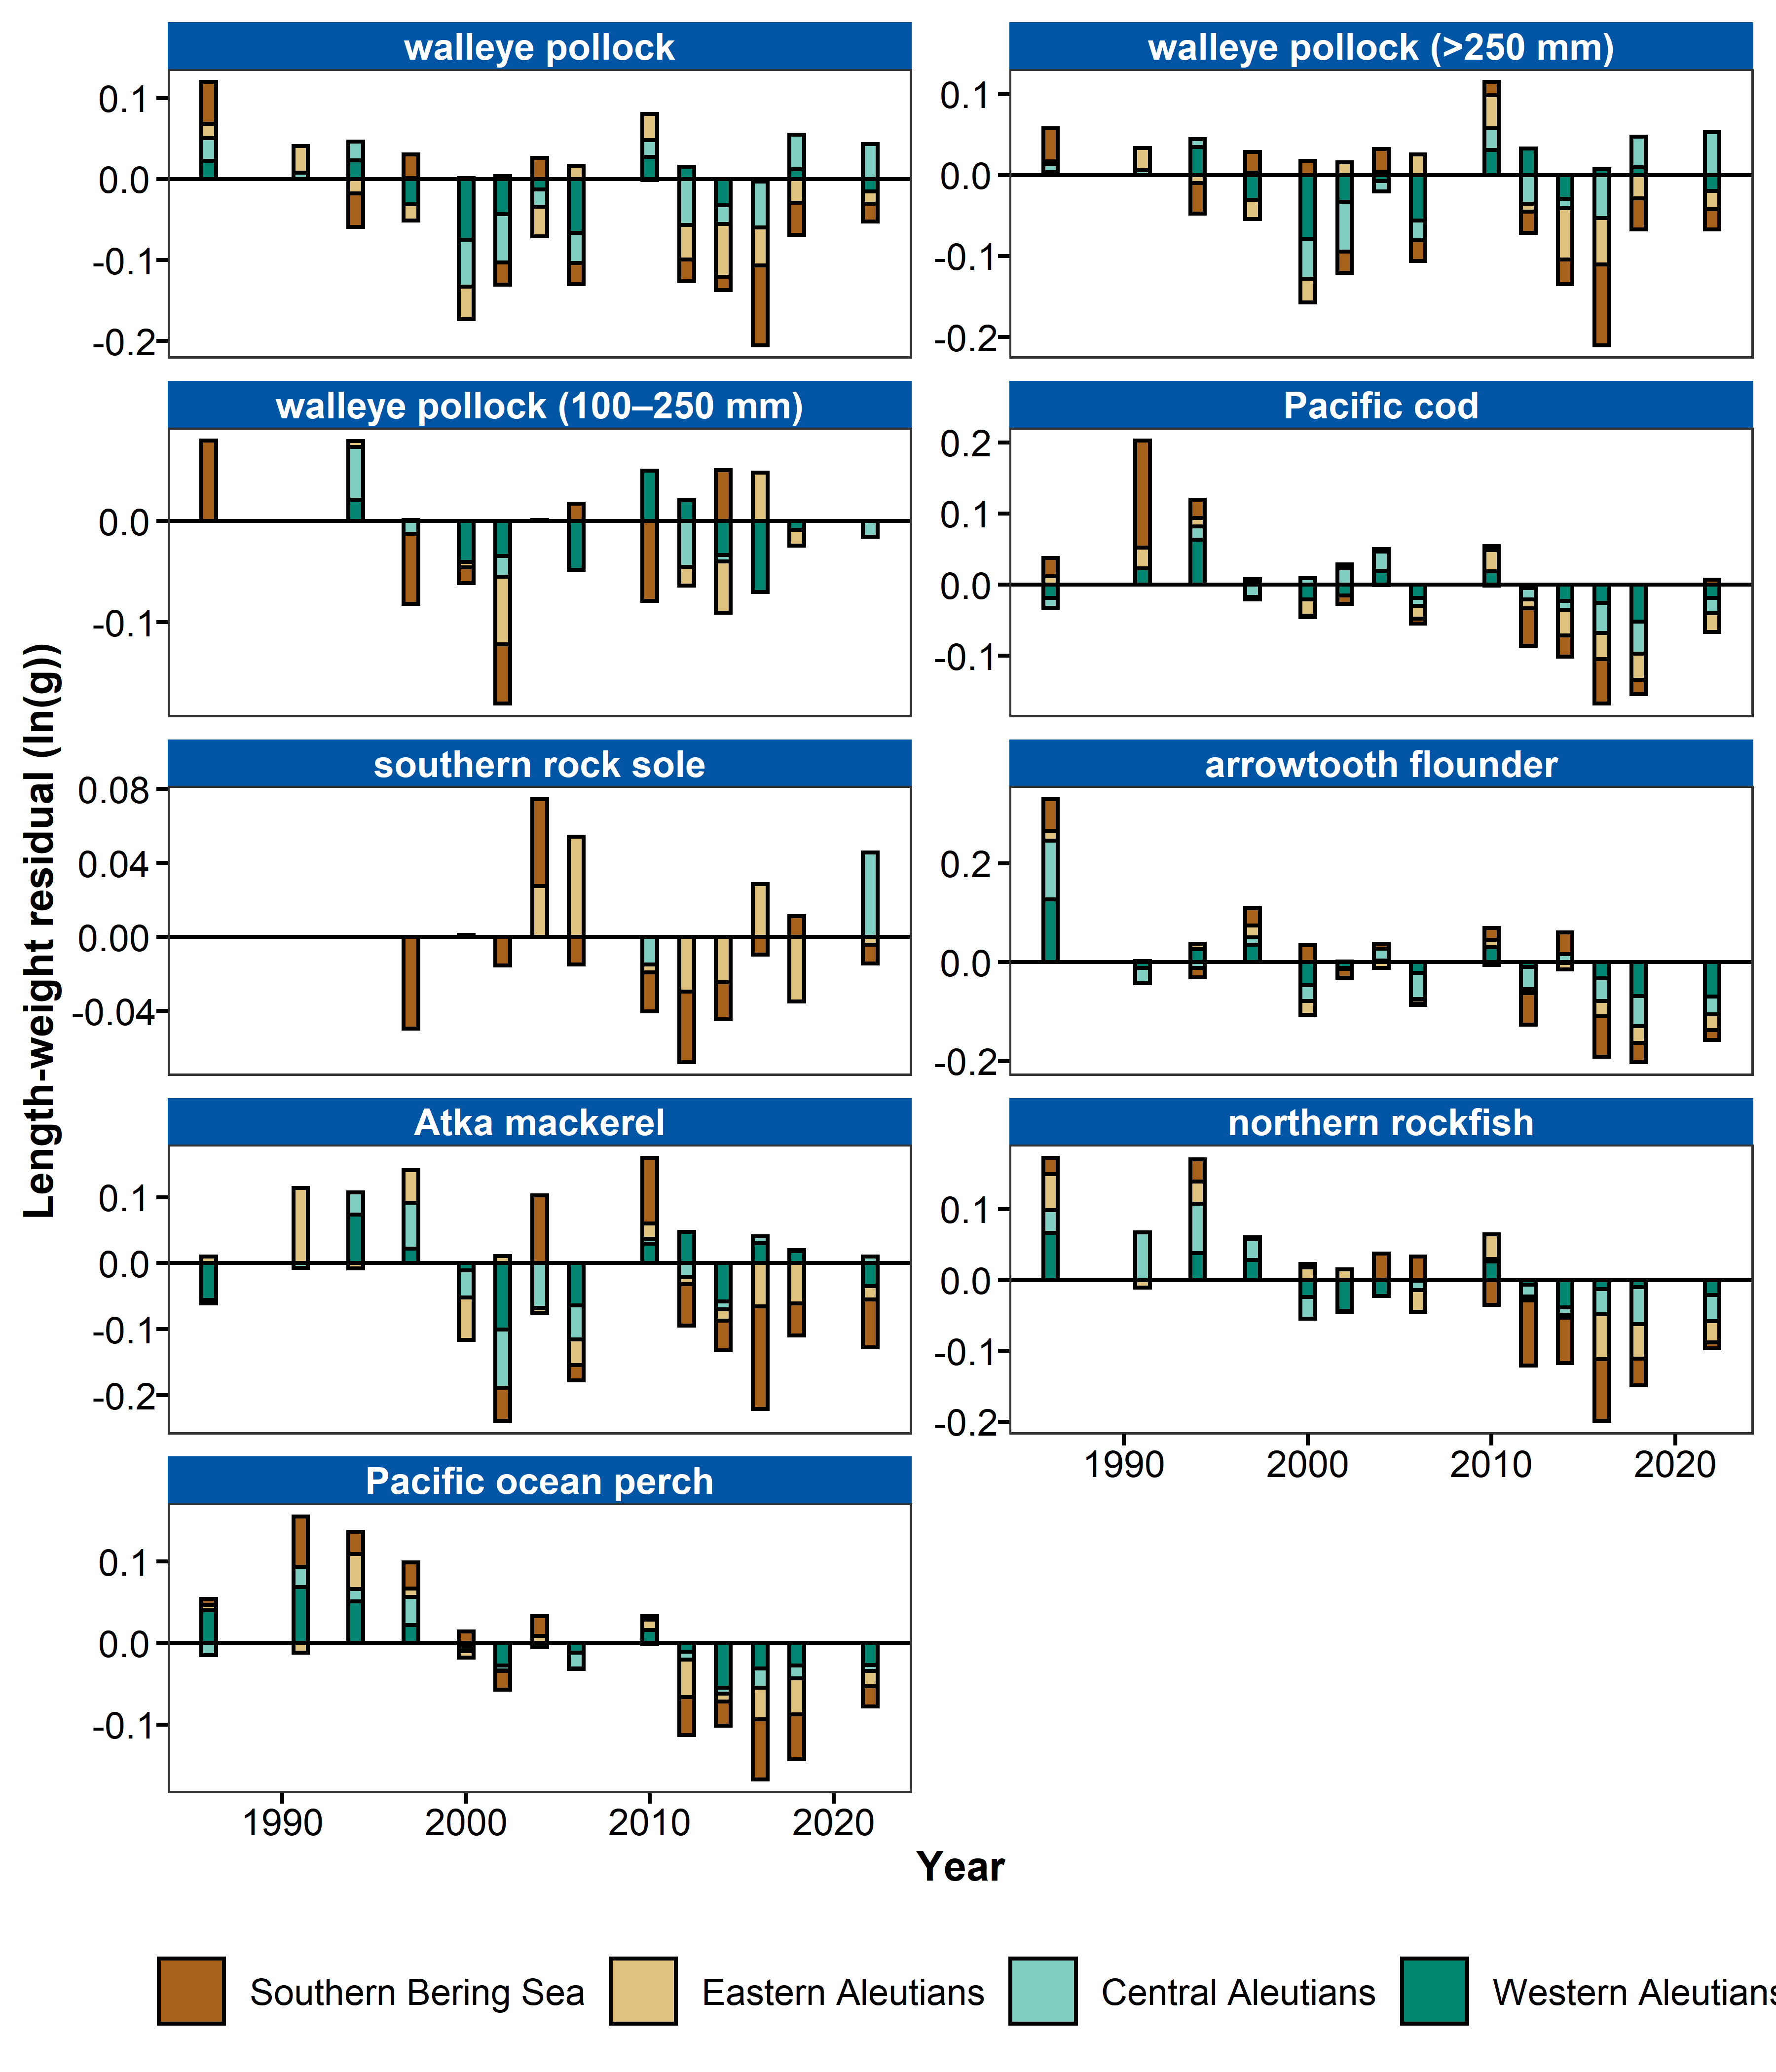 walleye pollock
walleye pollock (>250 mm)
0.1
0.0
-0.1
-0.2
0.1
0.0
-0.1
-0.2
walleye pollock (100–250 mm)
Pacific cod
0.0
-0.1
0.2
0.1
0.0
-0.1
southern rock sole
arrowtooth flounder
0.08
0.04
0.00
-0.04
0.2
0.0
-0.2
Length-weight residual (ln(g))
Atka mackerel
northern rockfish
0.1
0.0
-0.1
-0.2
0.1
0.0
-0.1
-0.2
1990 2000 2010 2020
Pacific ocean perch
0.1
0.0
-0.1
1990 2000 2010 2020
Year
Southern Bering Sea Eastern Aleutians Central Aleutians Western Aleutians